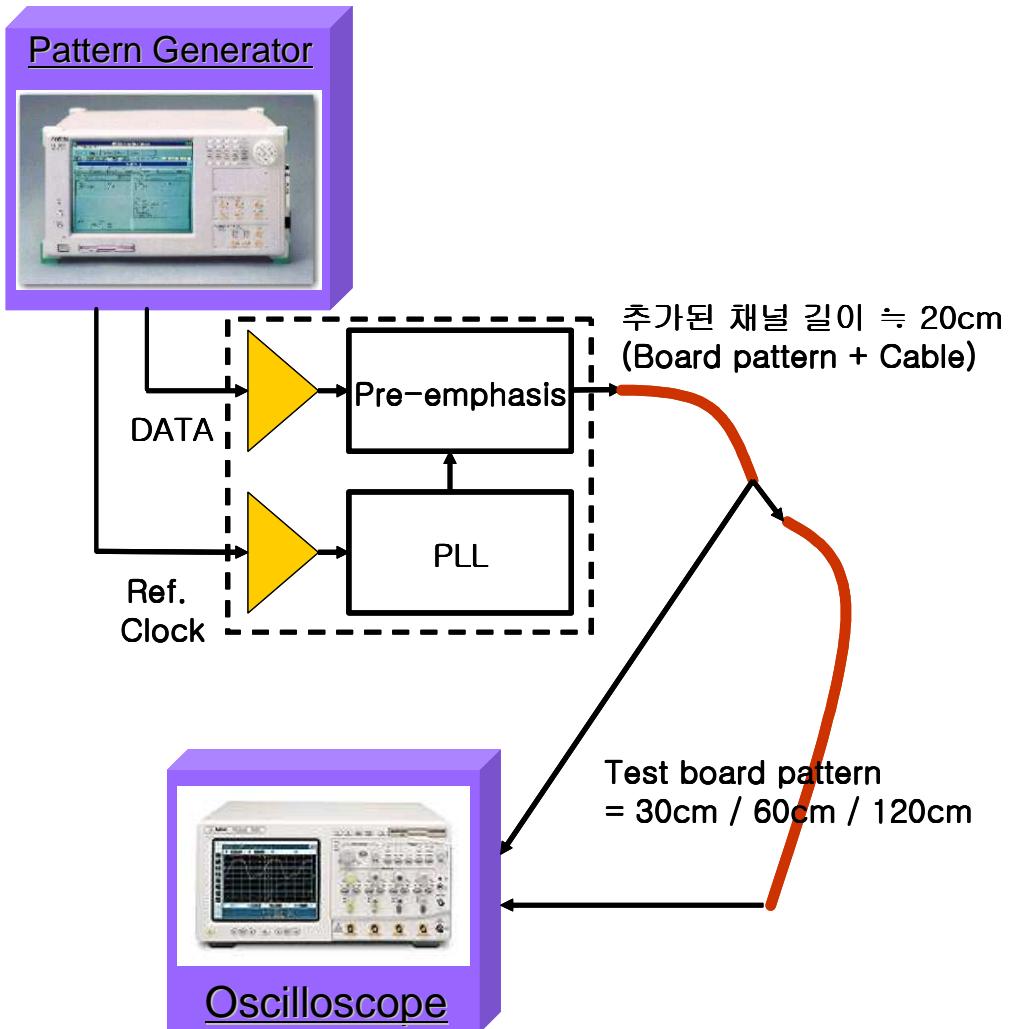 Pattern Generator
추가된 채널 길이 ≒ 20cm
(Board pattern + Cable)
Pre-emphasis
DATA
PLL
Ref.
Clock
Test board pattern
= 30cm / 60cm / 120cm
Oscilloscope